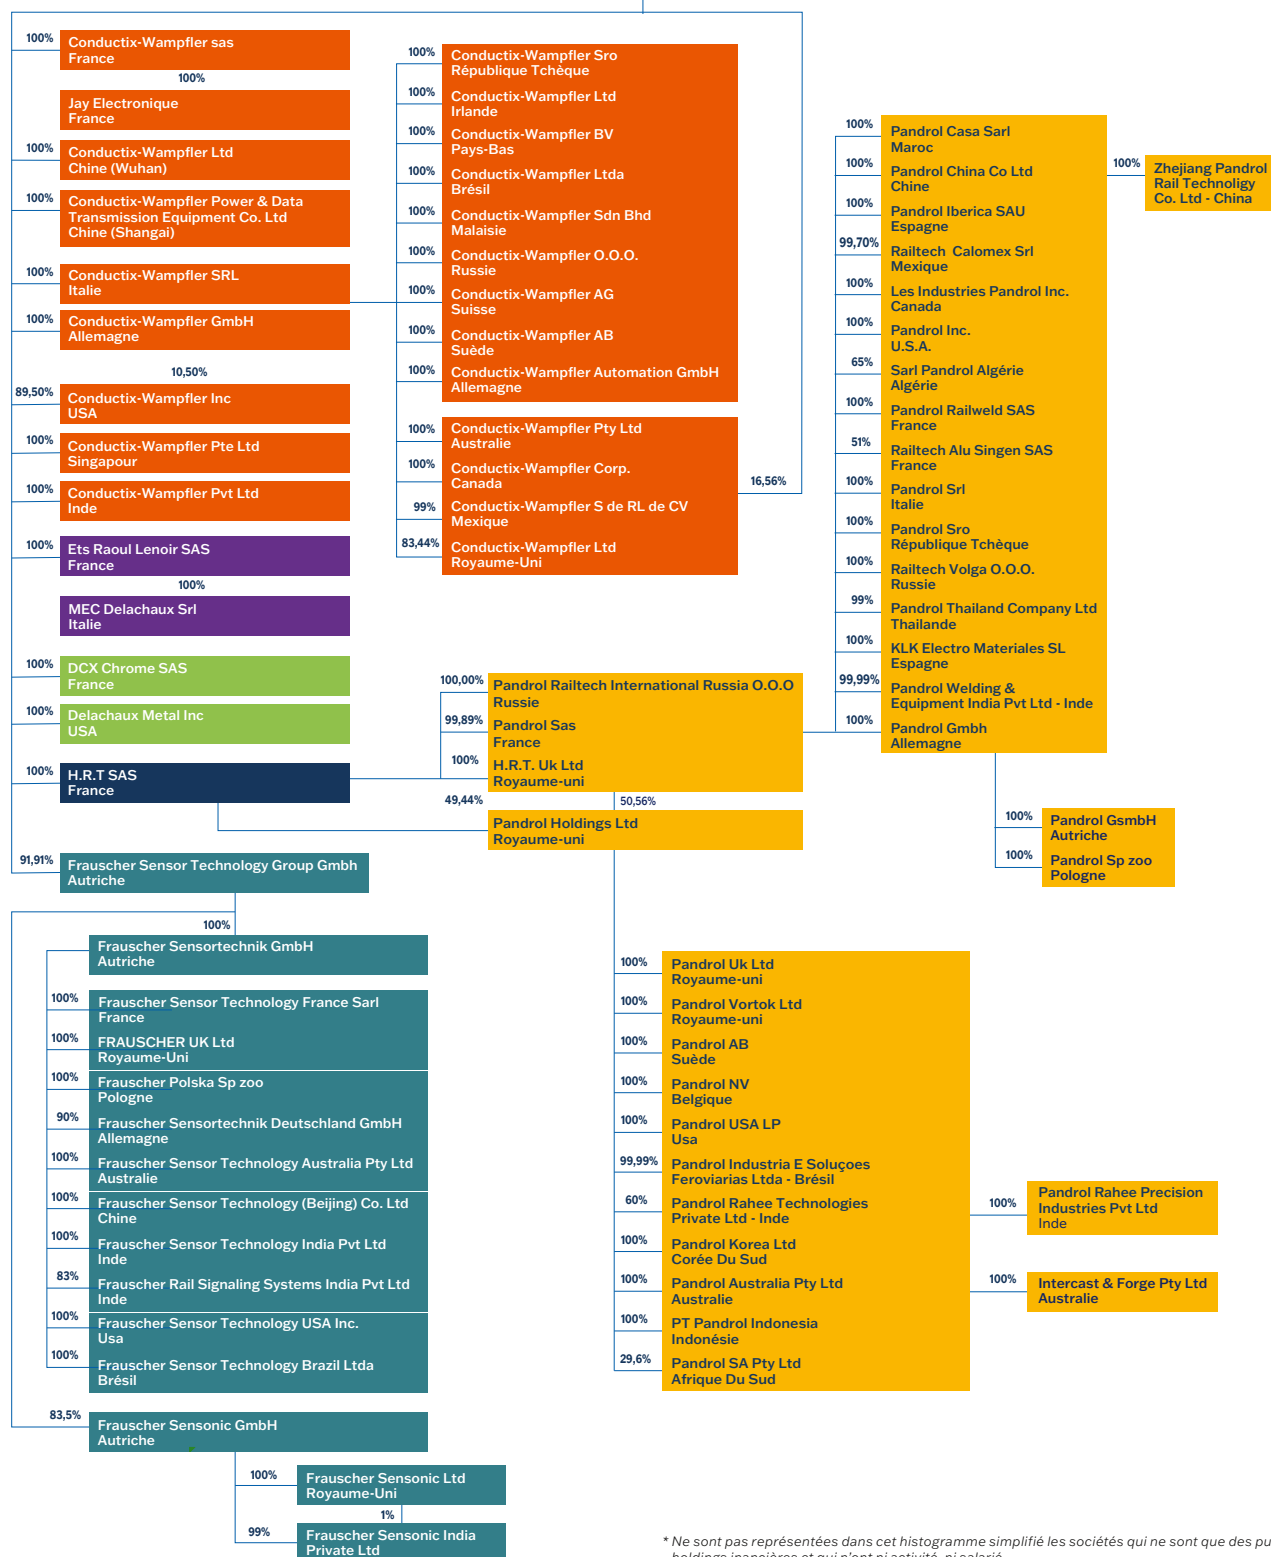 100%
Conductix-Wampfler sas
France
100%
Jay Electronique
France
100%
Conductix-Wampfler Ltd
Chine (Wuhan)
100%
Conductix-Wampfler Power & Data
Transmission Equipment Co. Ltd
Chine (Shangai)
100%
Conductix-Wampfler SRL
Italie
100%
Conductix-Wampfler GmbH
Allemagne
10,50%
89,50%
Conductix-Wampfler Inc
USA
100%
Conductix-Wampfler Pte Ltd
Singapour
100%
Conductix-Wampfler Pvt Ltd
Inde
100%
Ets Raoul Lenoir SAS
France
100%
MEC Delachaux Srl
Italie
100%
DCX Chrome SAS
France
100%
Delachaux Metal Inc
USA
100%
H.R.T SAS
France
91,91%
Frauscher Sensor Technology Group Gmbh
Autriche
100%
Frauscher Sensortechnik GmbH
Autriche
100%
Frauscher Sensor Technology France Sarl
France
100%
FRAUSCHER UK Ltd
Royaume-Uni
100%
Frauscher Polska Sp zoo
Pologne
90%
Frauscher Sensortechnik Deutschland GmbH
Allemagne
100%
Frauscher Sensor Technology Australia Pty Ltd
Australie
100%
Frauscher Sensor Technology (Beijing) Co. Ltd
Chine
100%
Frauscher Sensor Technology India Pvt Ltd
Inde
83%
Frauscher Rail Signaling Systems India Pvt Ltd
Inde
100%
Frauscher Sensor Technology USA Inc.
Usa
100%
Frauscher Sensor Technology Brazil Ltda
Brésil
83,5%
Frauscher Sensonic GmbH
Autriche
100%
Frauscher Sensonic Ltd
Royaume-Uni
1%
99%
Frauscher Sensonic India
Private Ltd
100%
Conductix-Wampfler Sro
République Tchèque
100%
Conductix-Wampfler Ltd
Irlande
100%
Conductix-Wampfler BV
Pays-Bas
100%
Conductix-Wampfler Ltda
Brésil
100%
Conductix-Wampfler Sdn Bhd
Malaisie
100%
Conductix-Wampfler O.O.O.
Russie
100%
Conductix-Wampfler AG
Suisse
100%
Conductix-Wampfler AB
Suède
100%
Conductix-Wampfler Automation GmbH
Allemagne
100%
Conductix-Wampfler Pty Ltd
Australie
100%
Conductix-Wampfler Corp.
Canada
99%
Conductix-Wampfler S de RL de CV
Mexique
83,44%
Conductix-Wampfler Ltd
Royaume-Uni
16,56%
100,00%
Pandrol Railtech International Russia O.O.O
Russie
99,89%
Pandrol Sas
France
100%
H.R.T. Uk Ltd
Royaume-uni
49,44%
50,56%
Pandrol Holdings Ltd
Royaume-uni
100%
Pandrol Casa Sarl
Maroc
100%
Pandrol China Co Ltd
Chine
100%
Zhejiang Pandrol
Rail Technoligy
Co. Ltd - China
100%
Pandrol Iberica SAU
Espagne
99,70%
Railtech Calomex Srl
Mexique
100%
Les Industries Pandrol Inc.
Canada
100%
Pandrol Inc.
U.S.A.
65%
Sarl Pandrol Algérie
Algérie
100%
Pandrol Railweld SAS
France
51%
Railtech Alu Singen SAS
France
100%
Pandrol Srl
Italie
100%
Pandrol Sro
République Tchèque
100%
Railtech Volga O.O.O.
Russie
99%
Pandrol Thailand Company Ltd
Thailande
100%
KLK Electro Materiales SL
Espagne
99,99%
Pandrol Welding &
Equipment India Pvt Ltd - Inde
100%
Pandrol Gmbh
Allemagne
100%
Pandrol GsmbH
Autriche
100%
Pandrol Sp zoo
Pologne
100%
Pandrol Uk Ltd
Royaume-uni
100%
Pandrol Vortok Ltd
Royaume-uni
100%
Pandrol AB
Suède
100%
Pandrol NV
Belgique
100%
Pandrol USA LP
Usa
99,99%
Pandrol Industria E Soluçoes
Feroviarias Ltda - Brésil
60%
Pandrol Rahee Technologies
Private Ltd - Inde
100%
Pandrol Rahee Precision
Industries Pvt Ltd
Inde
100%
Pandrol Korea Ltd
Corée Du Sud
100%
Pandrol Australia Pty Ltd
Australie
100%
Intercast & Forge Pty Ltd
Australie
100%
PT Pandrol Indonesia
Indonésie
29,6%
Pandrol SA Pty Ltd
Afrique Du Sud
* Ne sont pas représentées dans cet histogramme simplifié les sociétés qui ne sont que des pu